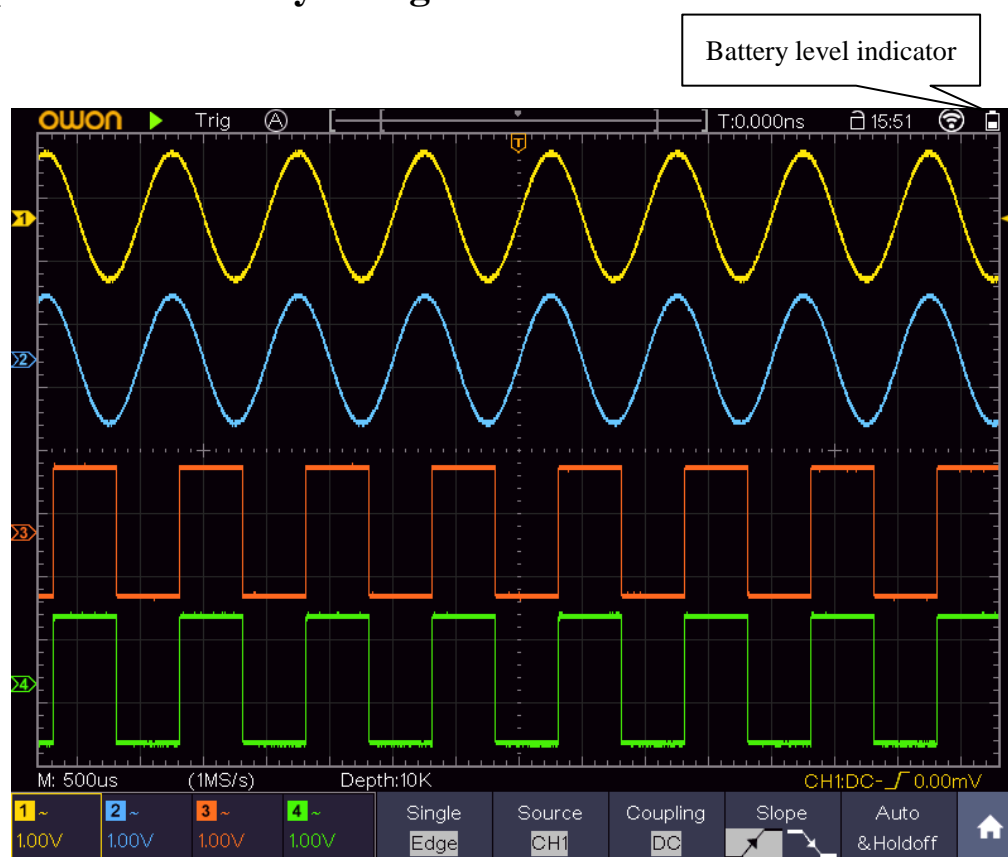 Battery level indicator
OWON Trig A T:0.000ns 15:51
T
1
2
3
4
M: 500us (1MS/s) Depth:10K CH1:DC- 0.00mV
1 ~ 2 ~ 3 ~ 4 ~ Single Source Coupling Slope Auto
1.00V 1.00V 1.00V 1.00V Edge CH1 DC &Holdoff